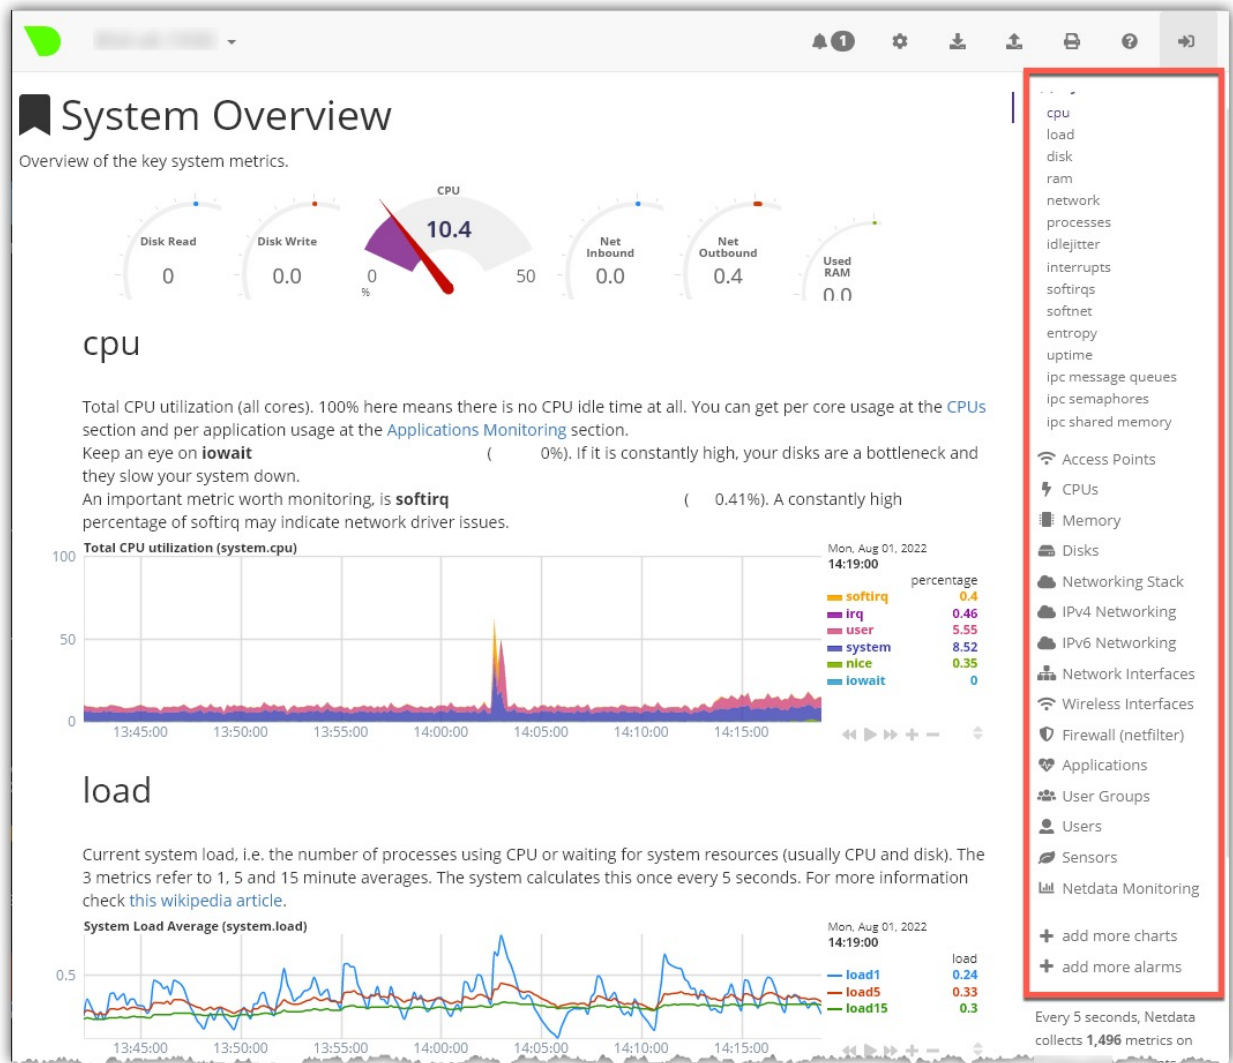 1
System Overview
Overview of the key system metrics.
Disk Read
0
Disk Write
0.0
CPU
10.4
0
50
%
Net
Inbound
0.0
Net
Outbound
0.4
Used
RAM
0.0
cpu
Total CPU utilization (all cores). 100% here means there is no CPU idle time at all. You can get per core usage at the CPUs
section and per application usage at the Applications Monitoring section.
Keep an eye on iowait ( 0%). If it is constantly high, your disks are a bottleneck and
they slow your system down.
An important metric worth monitoring, is softirq ( 0.41%). A constantly high
percentage of softirq may indicate network driver issues.
Total CPU utilization (system.cpu)
100
50
0
13:45:00 13:50:00 13:55:00 14:00:00 14:05:00 14:10:00 14:15:00
Mon, Aug 01, 2022
14:19:00
percentage
softirq 0.4
irq 0.46
user 5.55
system 8.52
nice 0.35
iowait 0
load
Current system load, i.e. the number of processes using CPU or waiting for system resources (usually CPU and disk). The
3 metrics refer to 1, 5 and 15 minute averages. The system calculates this once every 5 seconds. For more information
check this wikipedia article.
System Load Average (system.load)
0.5
13:45:00 13:50:00 13:55:00 14:00:00 14:05:00 14:10:00 14:15:00
Mon, Aug 01, 2022
14:19:00
load
load1 0.24
load5 0.33
load15 0.3
cpu
load
disk
ram
network
processes
idlejitter
interrupts
softirqs
softnet
entropy
uptime
ipc message queues
ipc semaphores
ipc shared memory
Access Points
CPUs
Memory
Disks
Networking Stack
IPv4 Networking
IPv6 Networking
Network Interfaces
Wireless Interfaces
Firewall (netfilter)
Applications
User Groups
Users
Sensors
Netdata Monitoring
add more charts
add more alarms
Every 5 seconds, Netdata
collects 1,496 metrics on